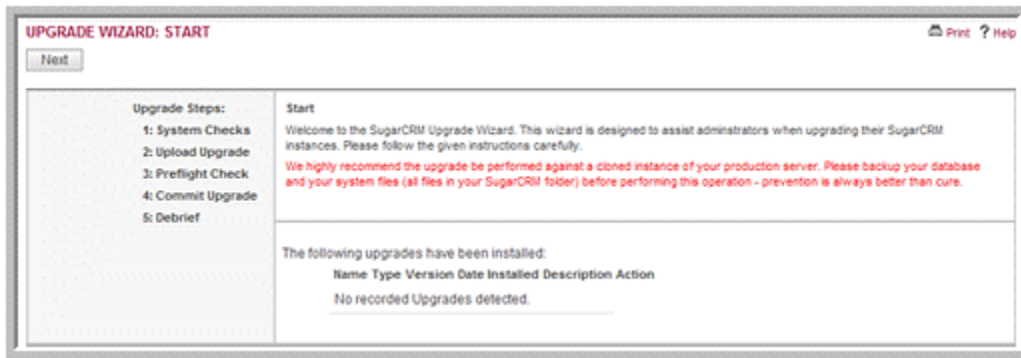 UPGRADE WIZARD: START
Print ? Help
Next
Upgrade Steps:
1: System Checks
2: Upload Upgrade
3: Preflight Check
4: Commit Upgrade
5: Debrief
Start
Welcome to the SugarCRM Upgrade Wizard. This wizard is designed to assist adminstrators when upgrading their SugarCRM
instances. Please follow the given instructions carefully.
We highly recommend the upgrade be performed against a cloned instance of your production server. Please backup your database
and your system files (all files in your SugarCRM folder) before performing this operation - prevention is always better than cure.
The following upgrades have been installed:
Name Type Version Date Installed Description Action
No recorded Upgrades detected.